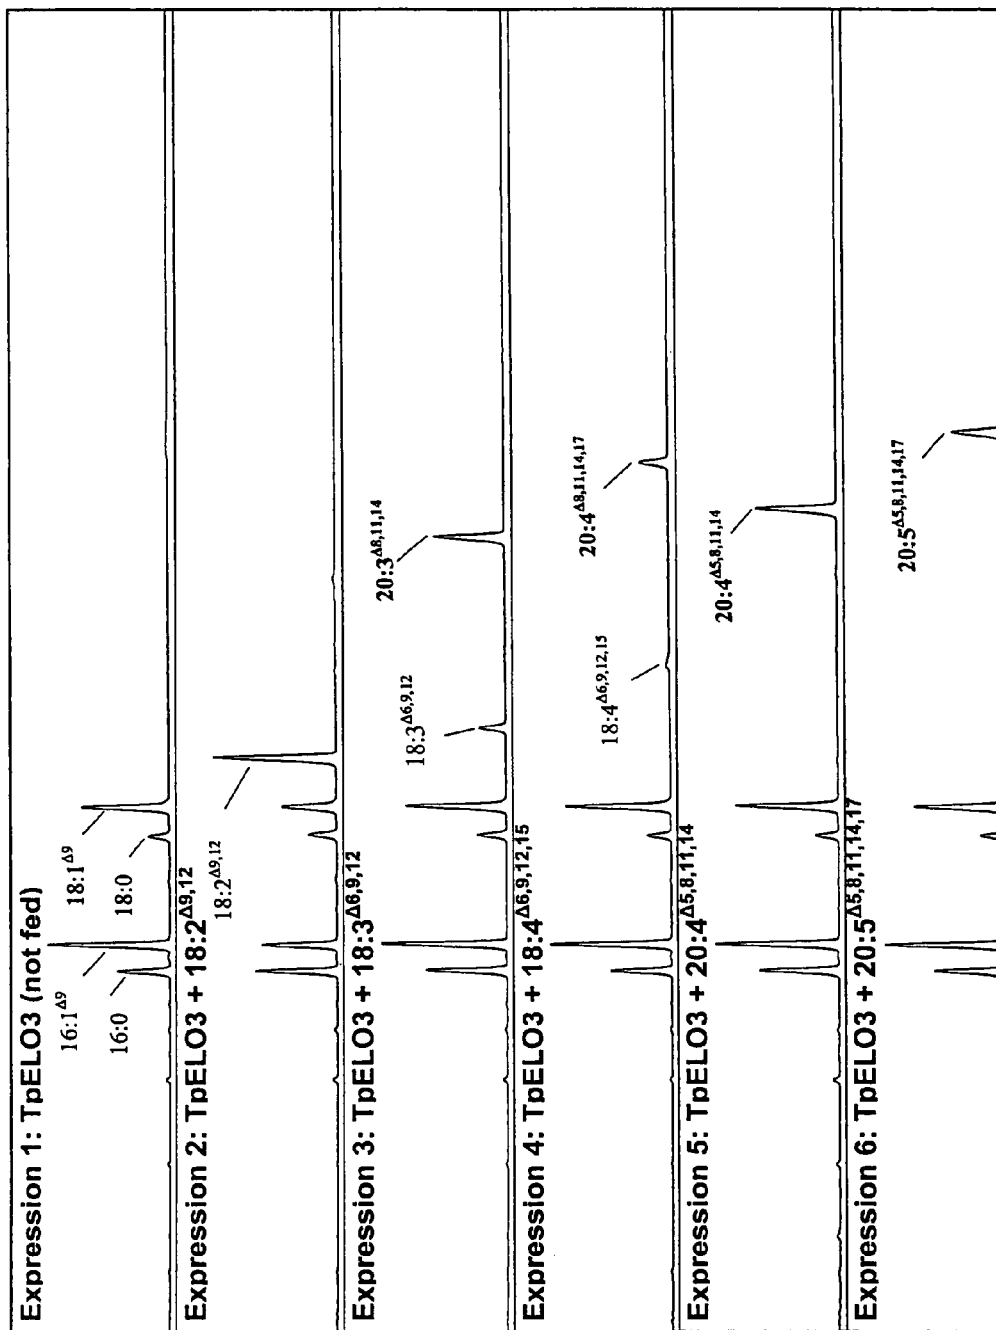 Expression 1: TpELO3 (not fed)
16:1Δ9
16:0
18:1Δ9
18:0
Expression 2: TpELO3 + 18:2Δ9,12
18:2Δ9,12
Expression 3: TpELO3 + 18:3Δ6,9,12
18:3Δ6,9,12
20:3Δ8,11,14
Expression 4: TpELO3 + 18:4Δ6,9,12,15
18:4Δ6,9,12,15
20:4Δ8,11,14,17
Expression 5: TpELO3 + 20:4Δ5,8,11,14
20:4Δ5,8,11,14
Expression 6: TpELO3 + 20:5Δ5,8,11,14,17
20:5Δ5,8,11,14,17